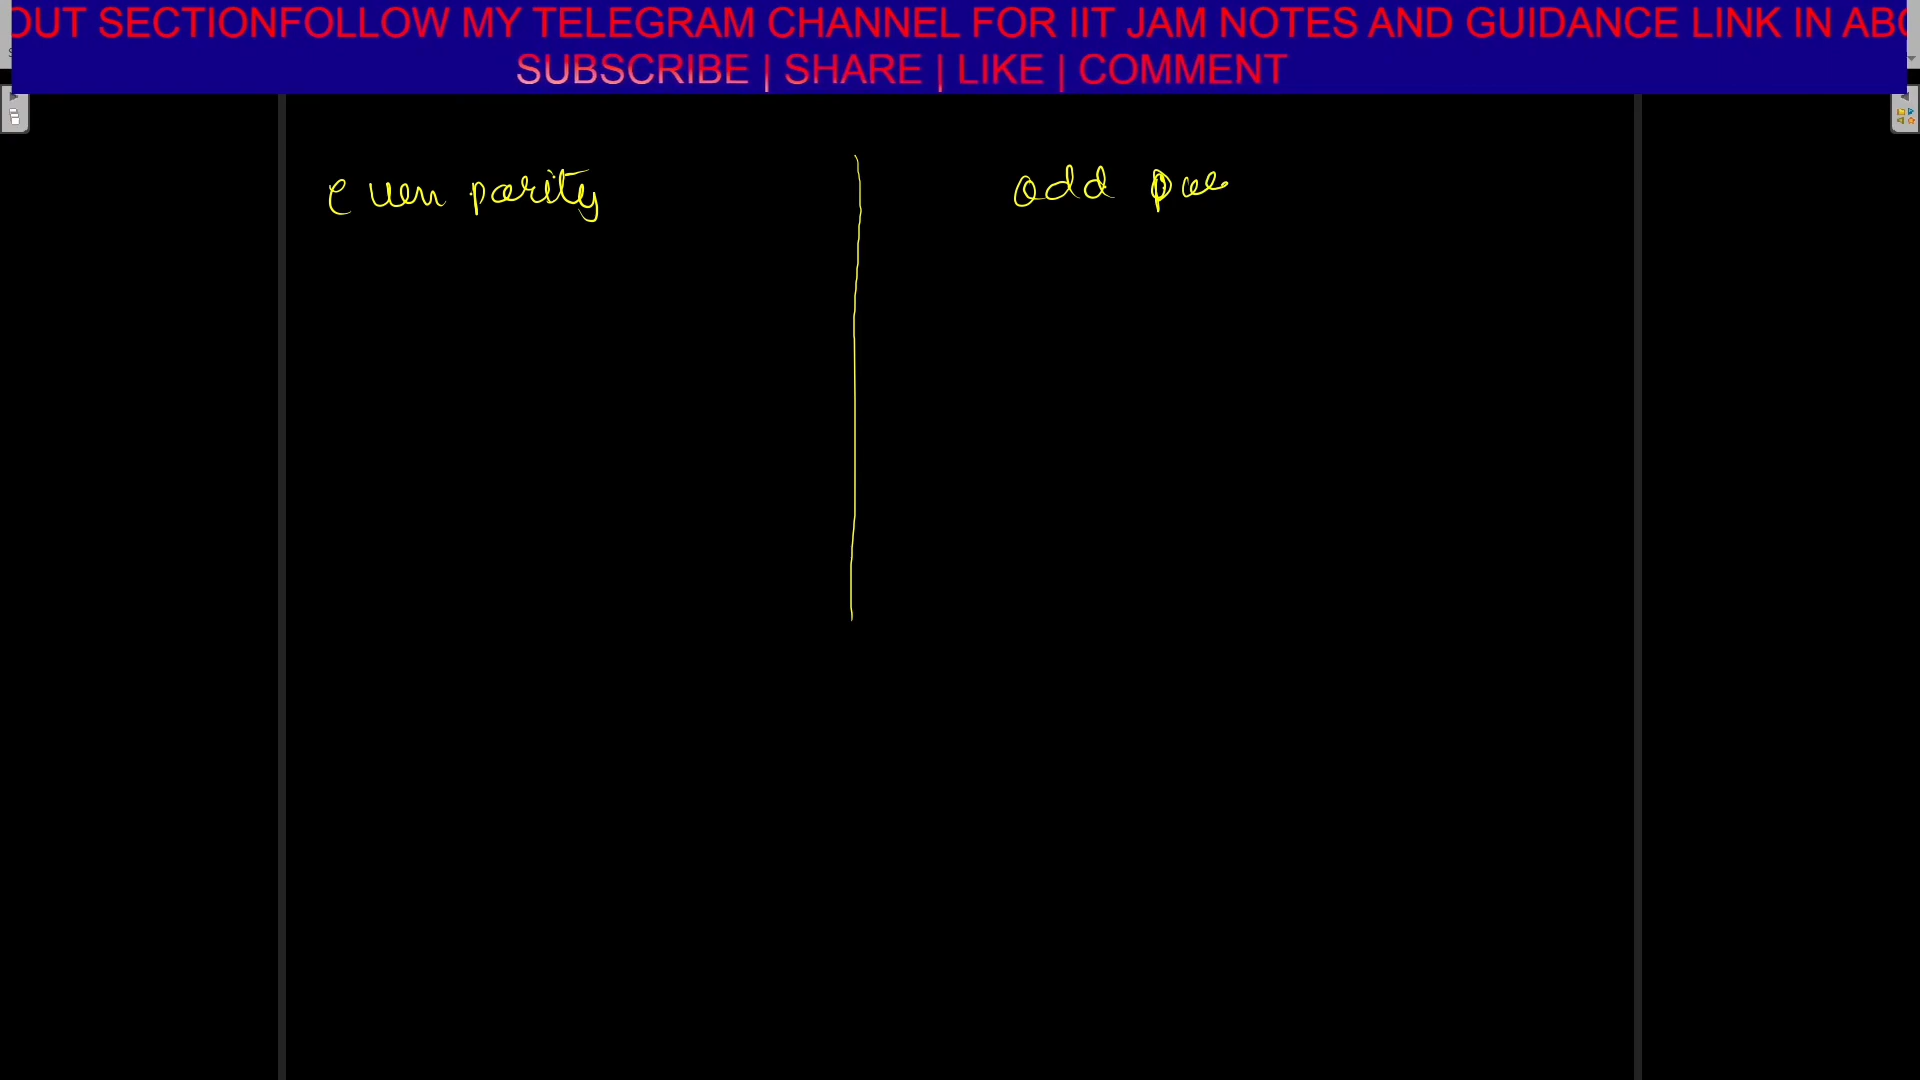 OUT SECTIONFOLLOW MY TELEGRAM CHANNEL FOR IIT JAM NOTES AND GUIDANCE LINK IN ABO
SUBSCRIBE | SHARE | LIKE | COMMENT
even parity
odd